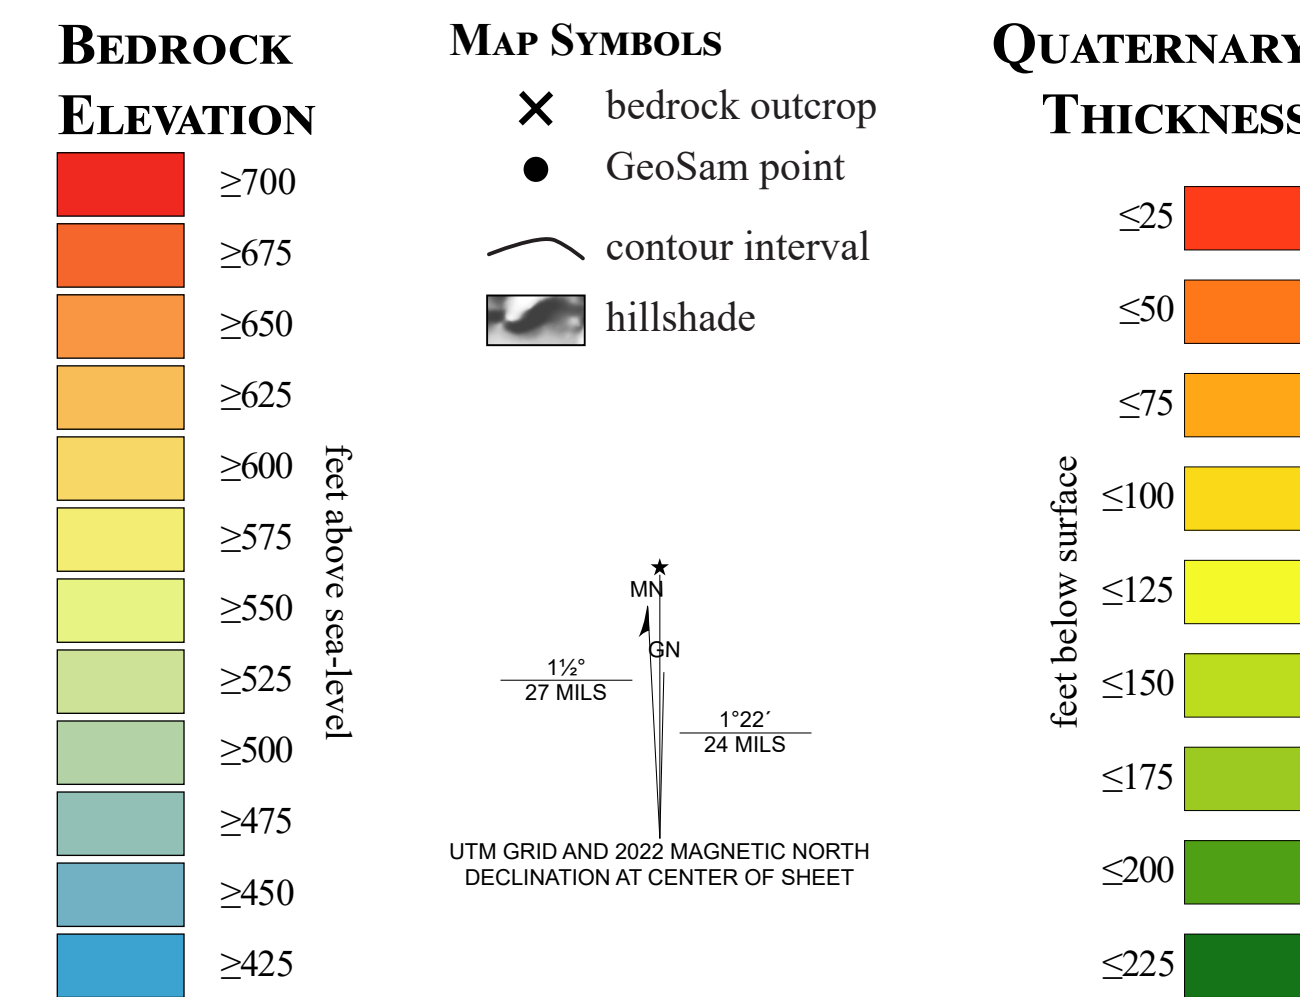 BEDROCK
ELEVATION
≥700
≥675
≥650
≥625
≥600
≥575
≥550
≥525
≥500
≥475
≥450
≥425
feet above sea-level
MAP SYMBOLS
bedrock outcrop
GeoSam point
contour interval
hillshade
MN
GN
1½°
27 MILS
1°22´
24 MILS
UTM GRID AND 2022 MAGNETIC NORTH
DECLINATION AT CENTER OF SHEET
QUATERNARY
THICKNESS
≤25
≤50
≤75
≤100
≤125
≤150
≤175
≤200
≤225
feet below surface